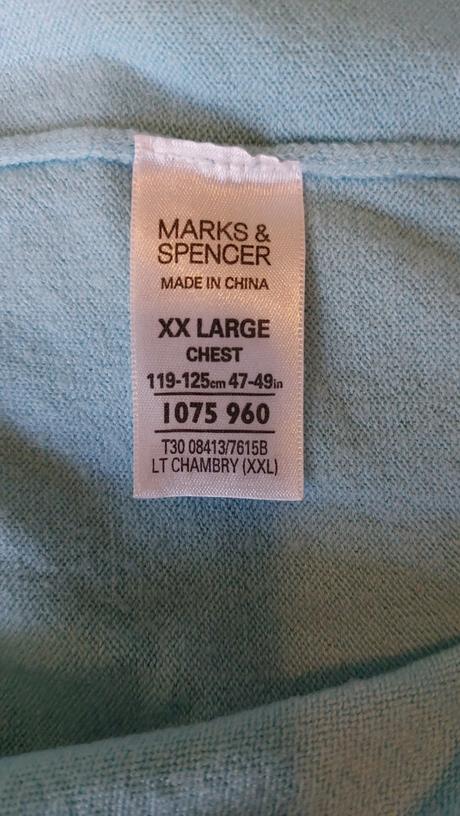 MARKS &
SPENCER
MADE IN CHINA
XX LARGE
CHEST
119-125cm 47-49in
1075 960
T30 08413/7615B
LT CHAMBRY (XXL)